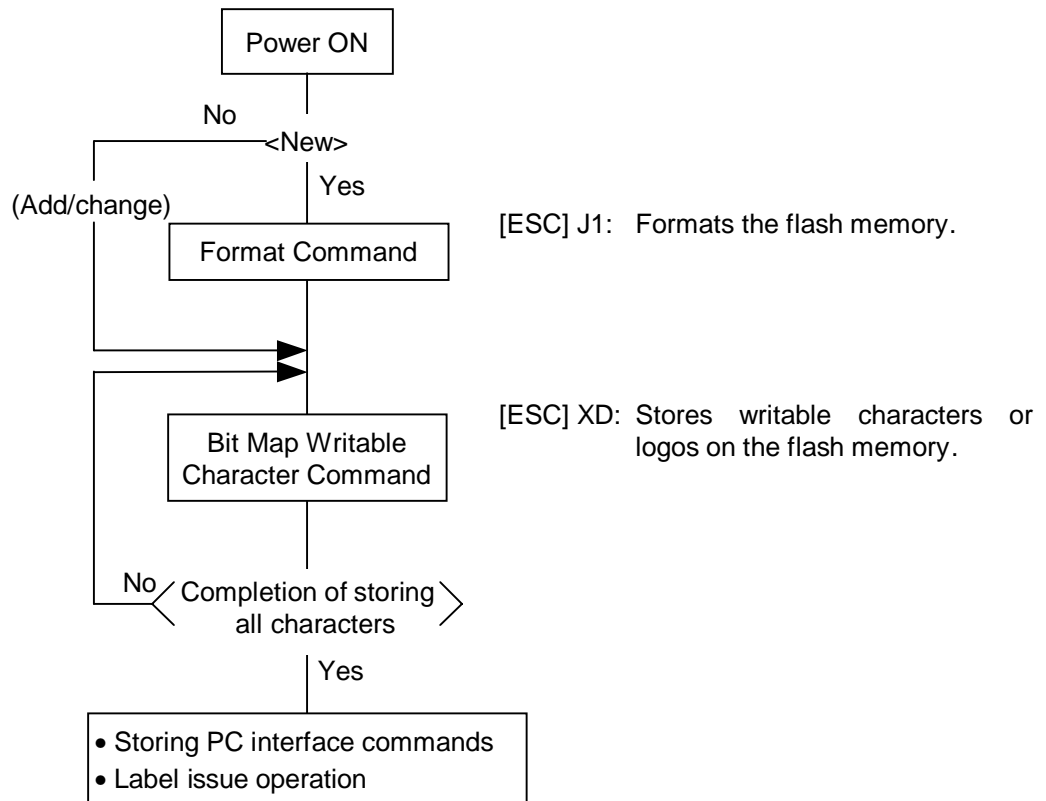 Power ON
No
<New>
Yes
(Add/change)
[ESC] J1: Formats the flash memory.
Format Command
[ESC] XD: Stores writable characters or
logos on the flash memory.
Bit Map Writable
Character Command
No
Completion of storing
all characters
Yes
• Storing PC interface commands
• Label issue operation